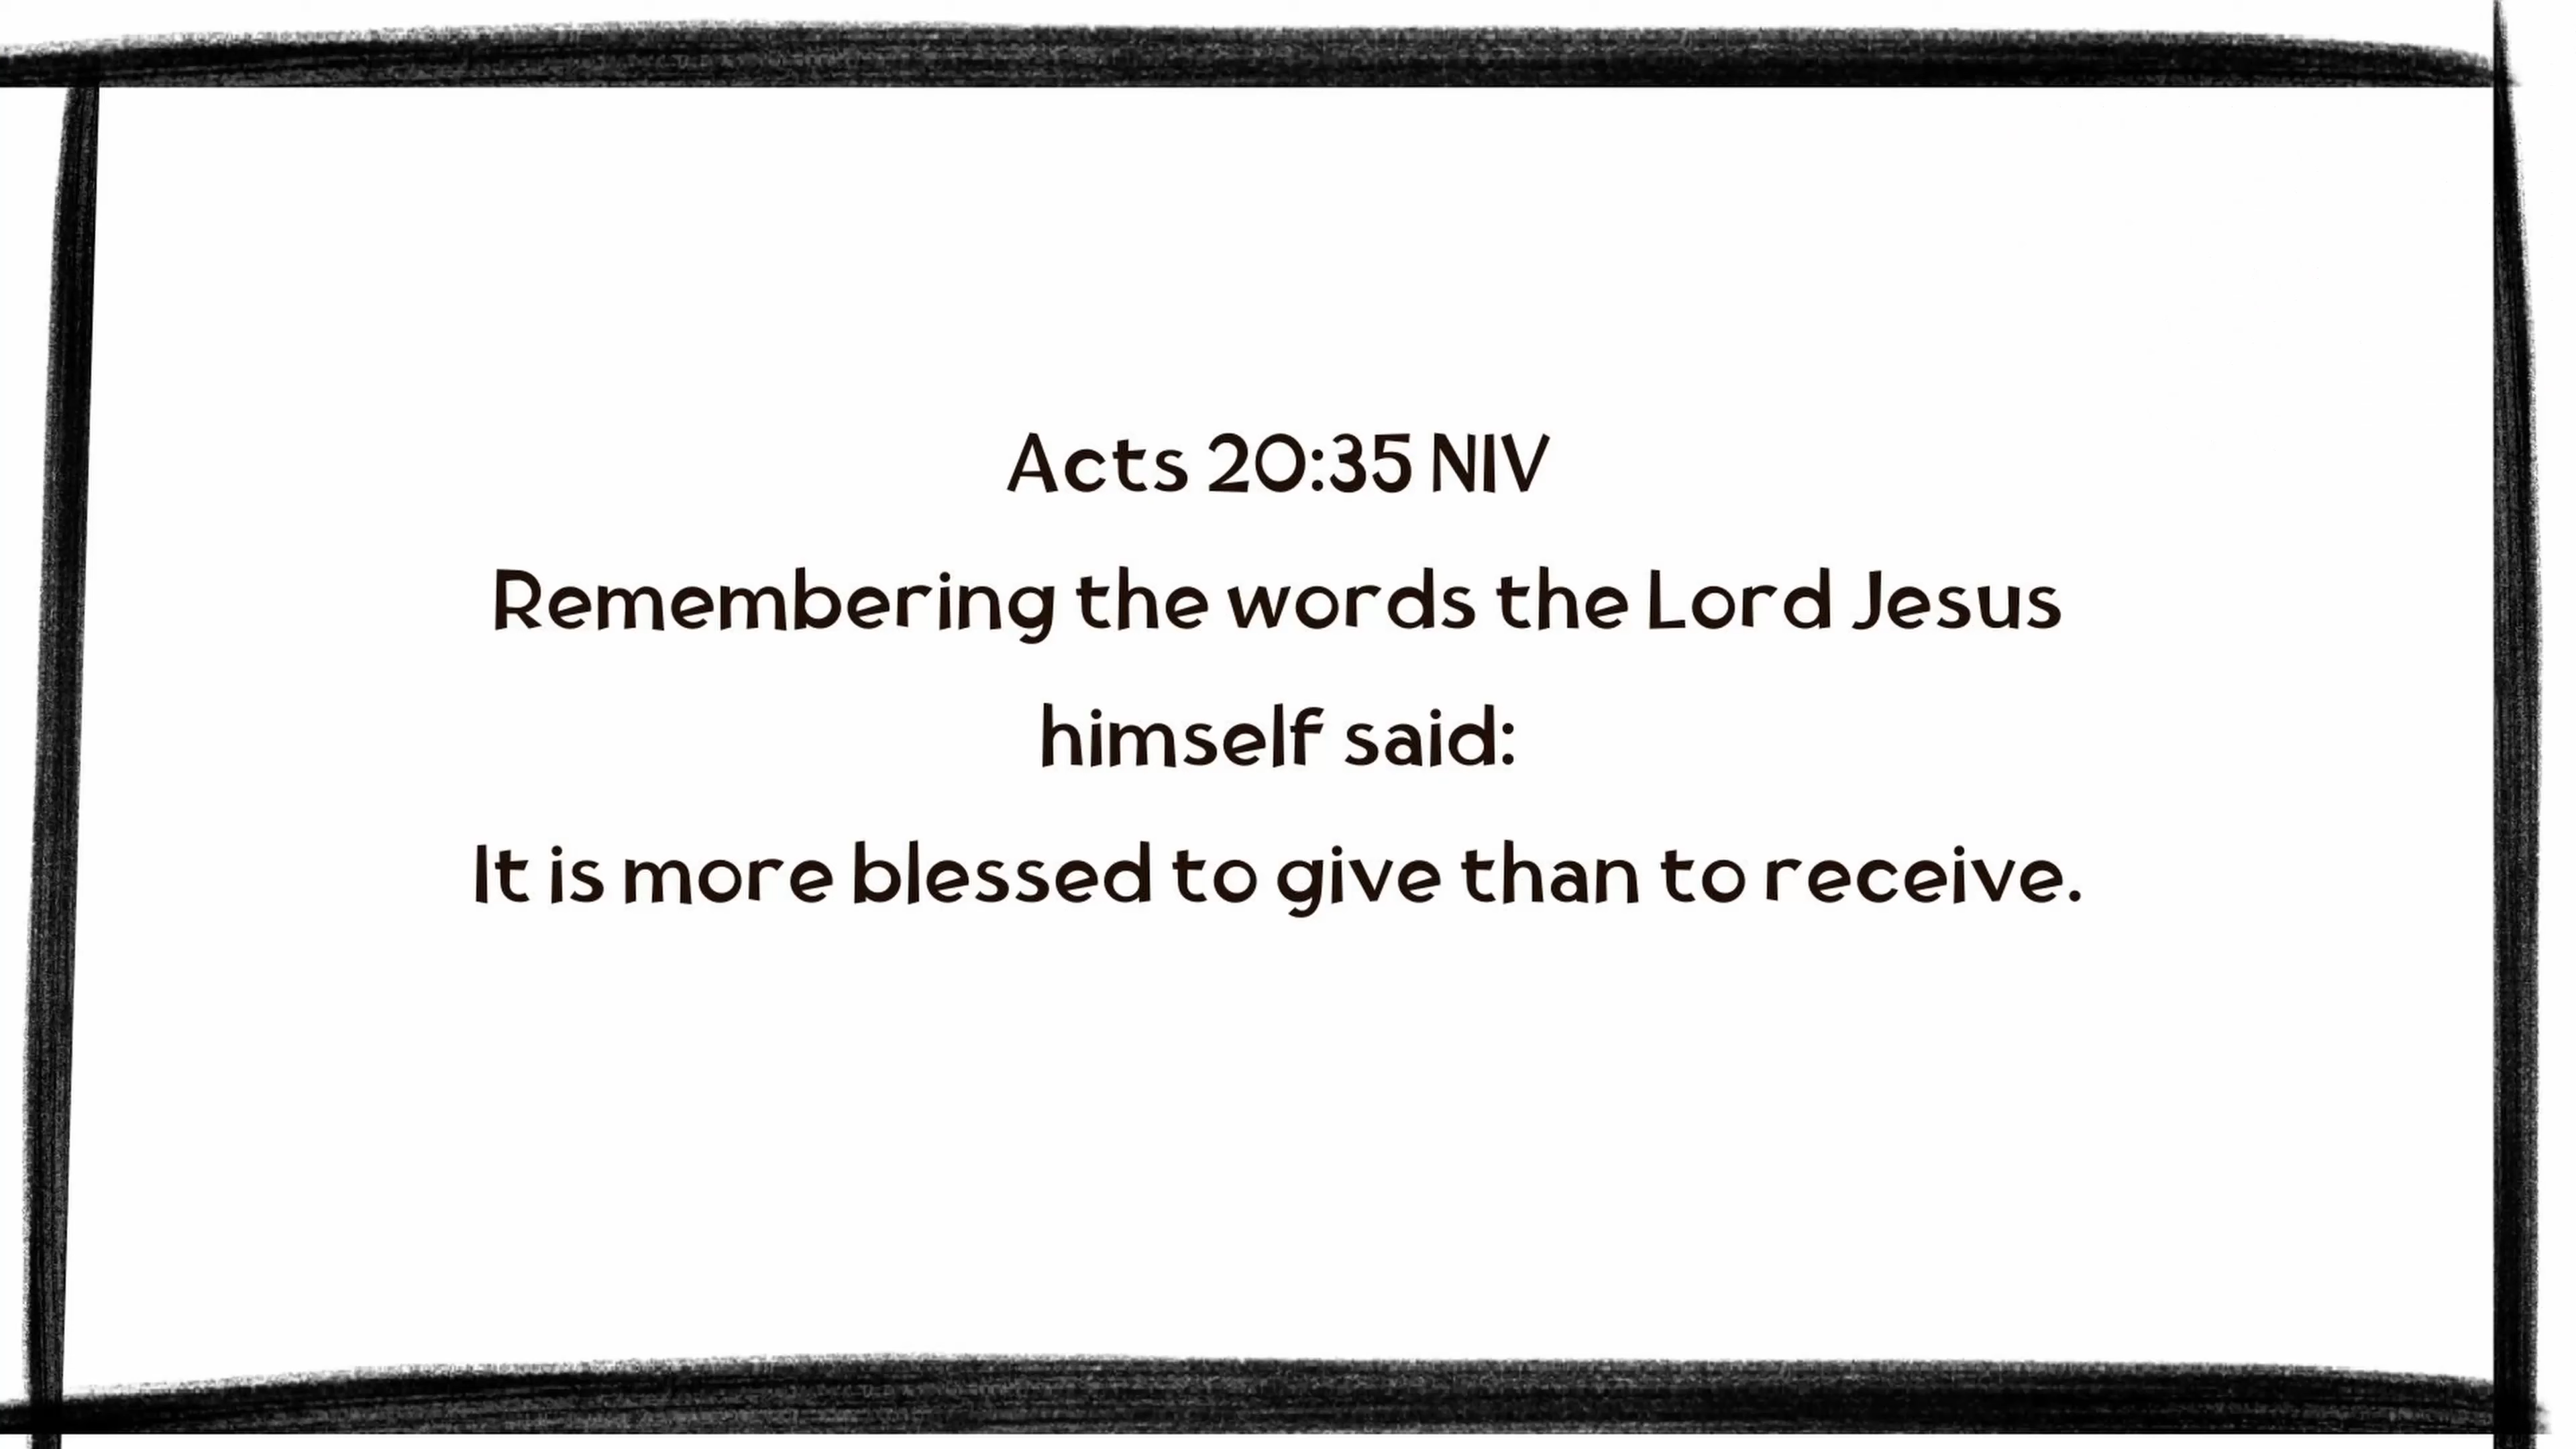 Acts 20:35 NIV
Remembering the words the Lord Jesus
himself said:
It is more blessed to give than to receive.